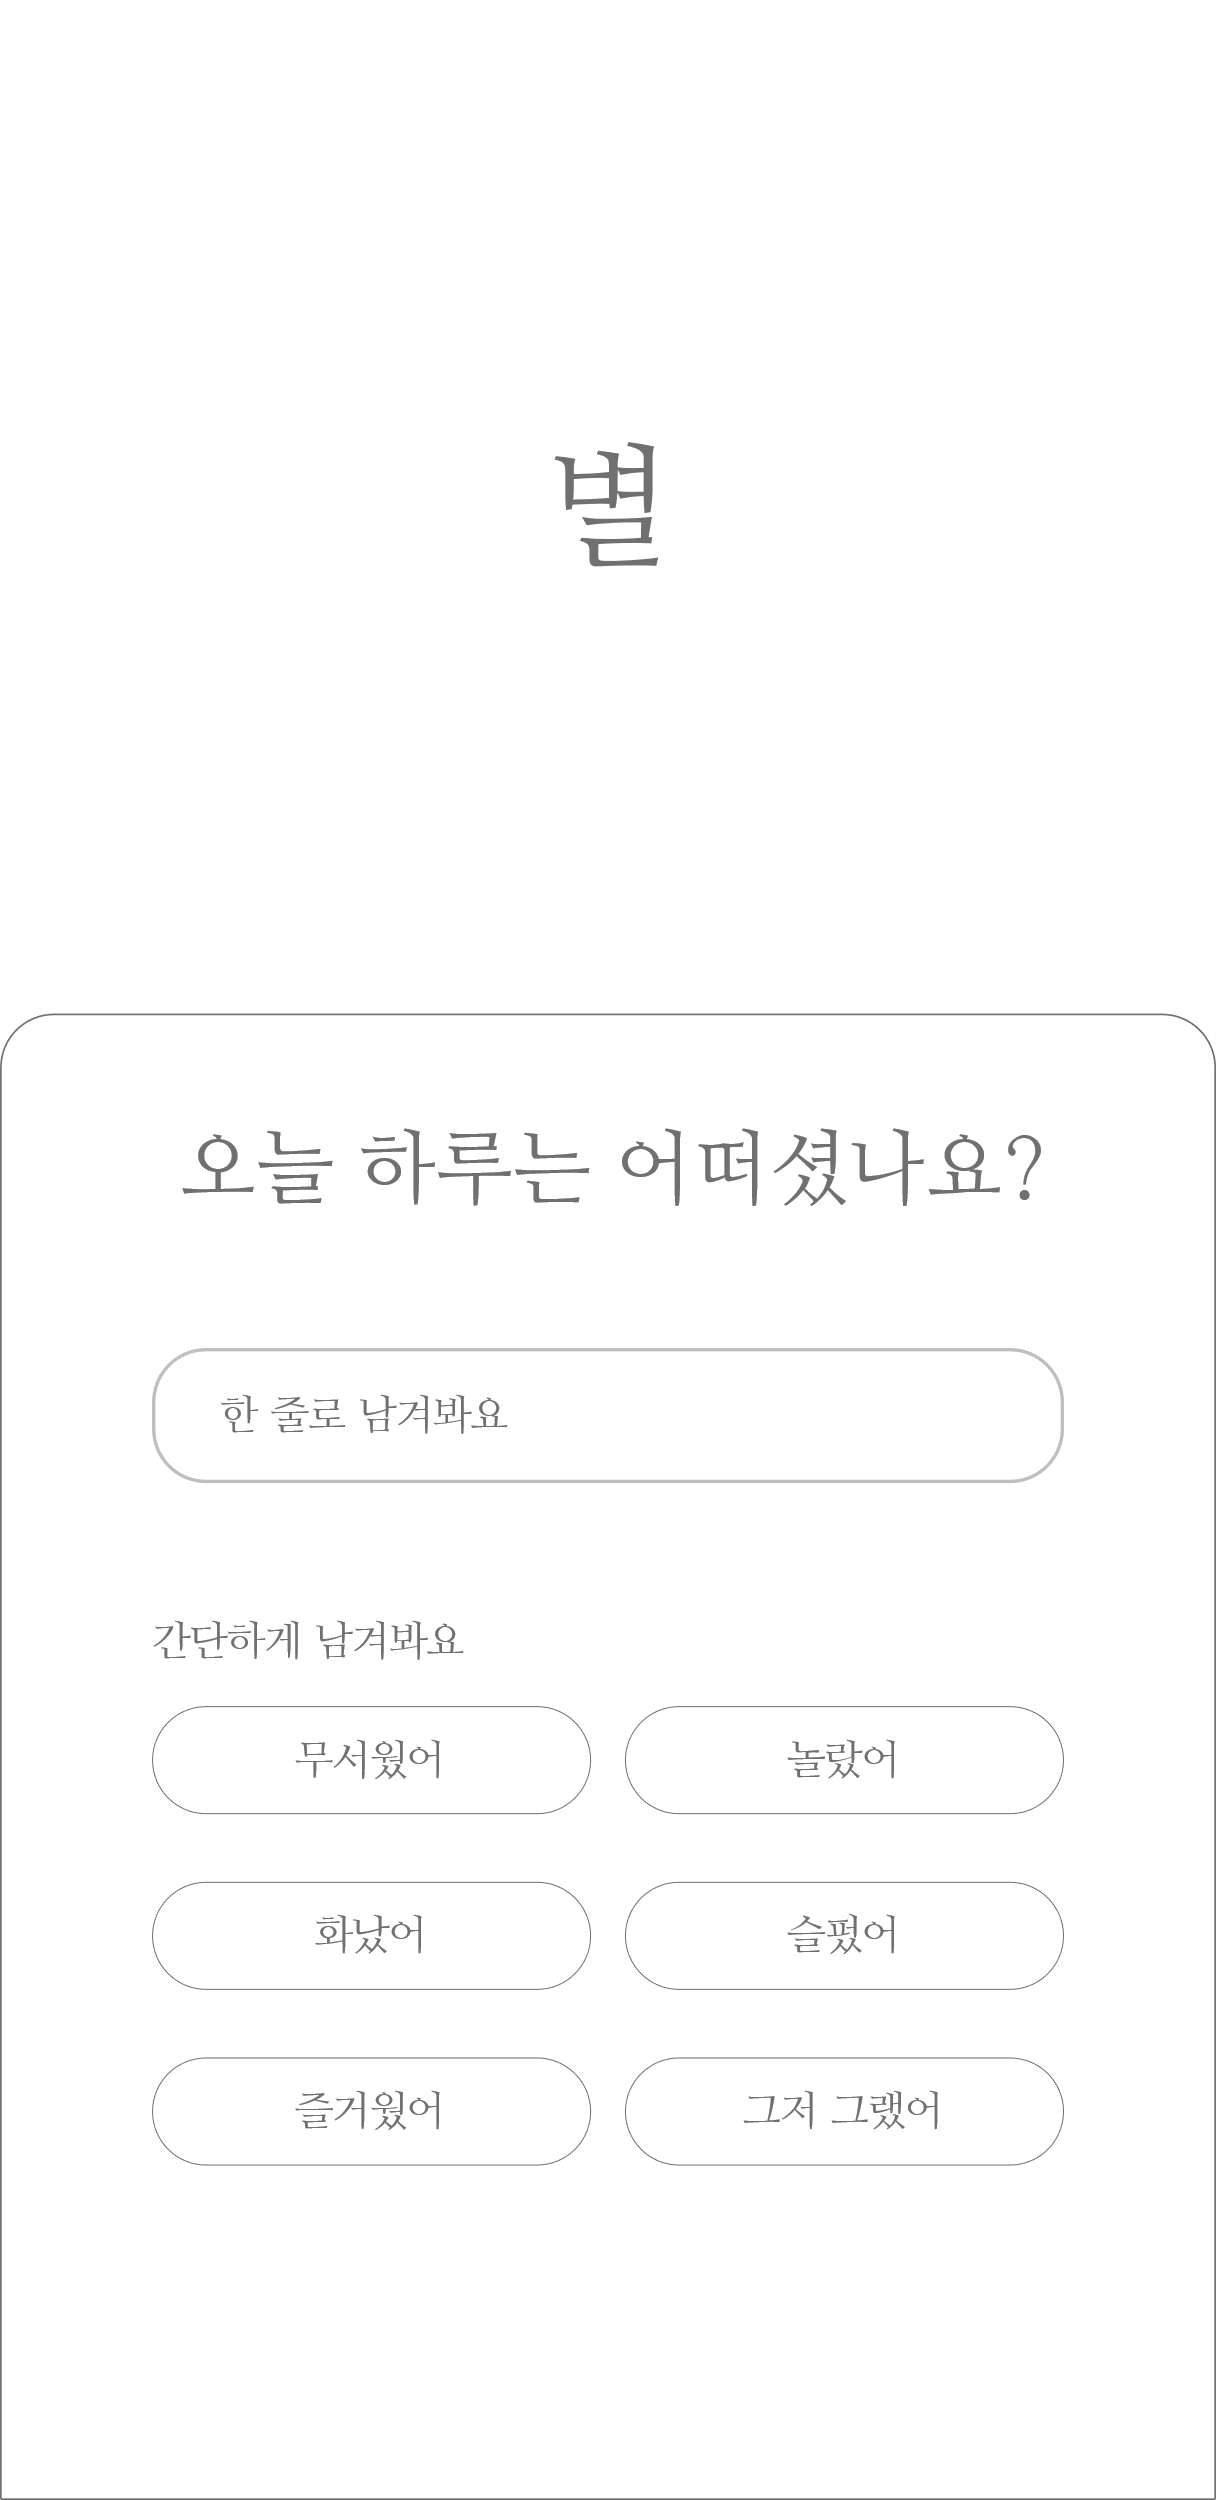 별
오늘 하루는 어떠셨나요?
한 줄로 남겨봐요
간단하게 남겨봐요
무서웠어
놀랐어
화났어
슬펐어
즐거웠어
그저 그랬어